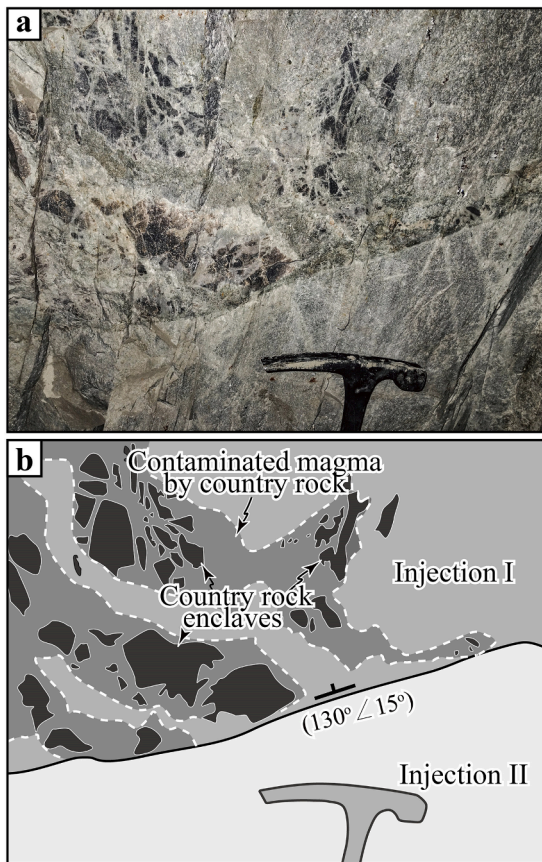 a
b
Contaminated magma
by country rock
Injection I
Country rock
enclaves
(130° ∠ 15°)
Injection II